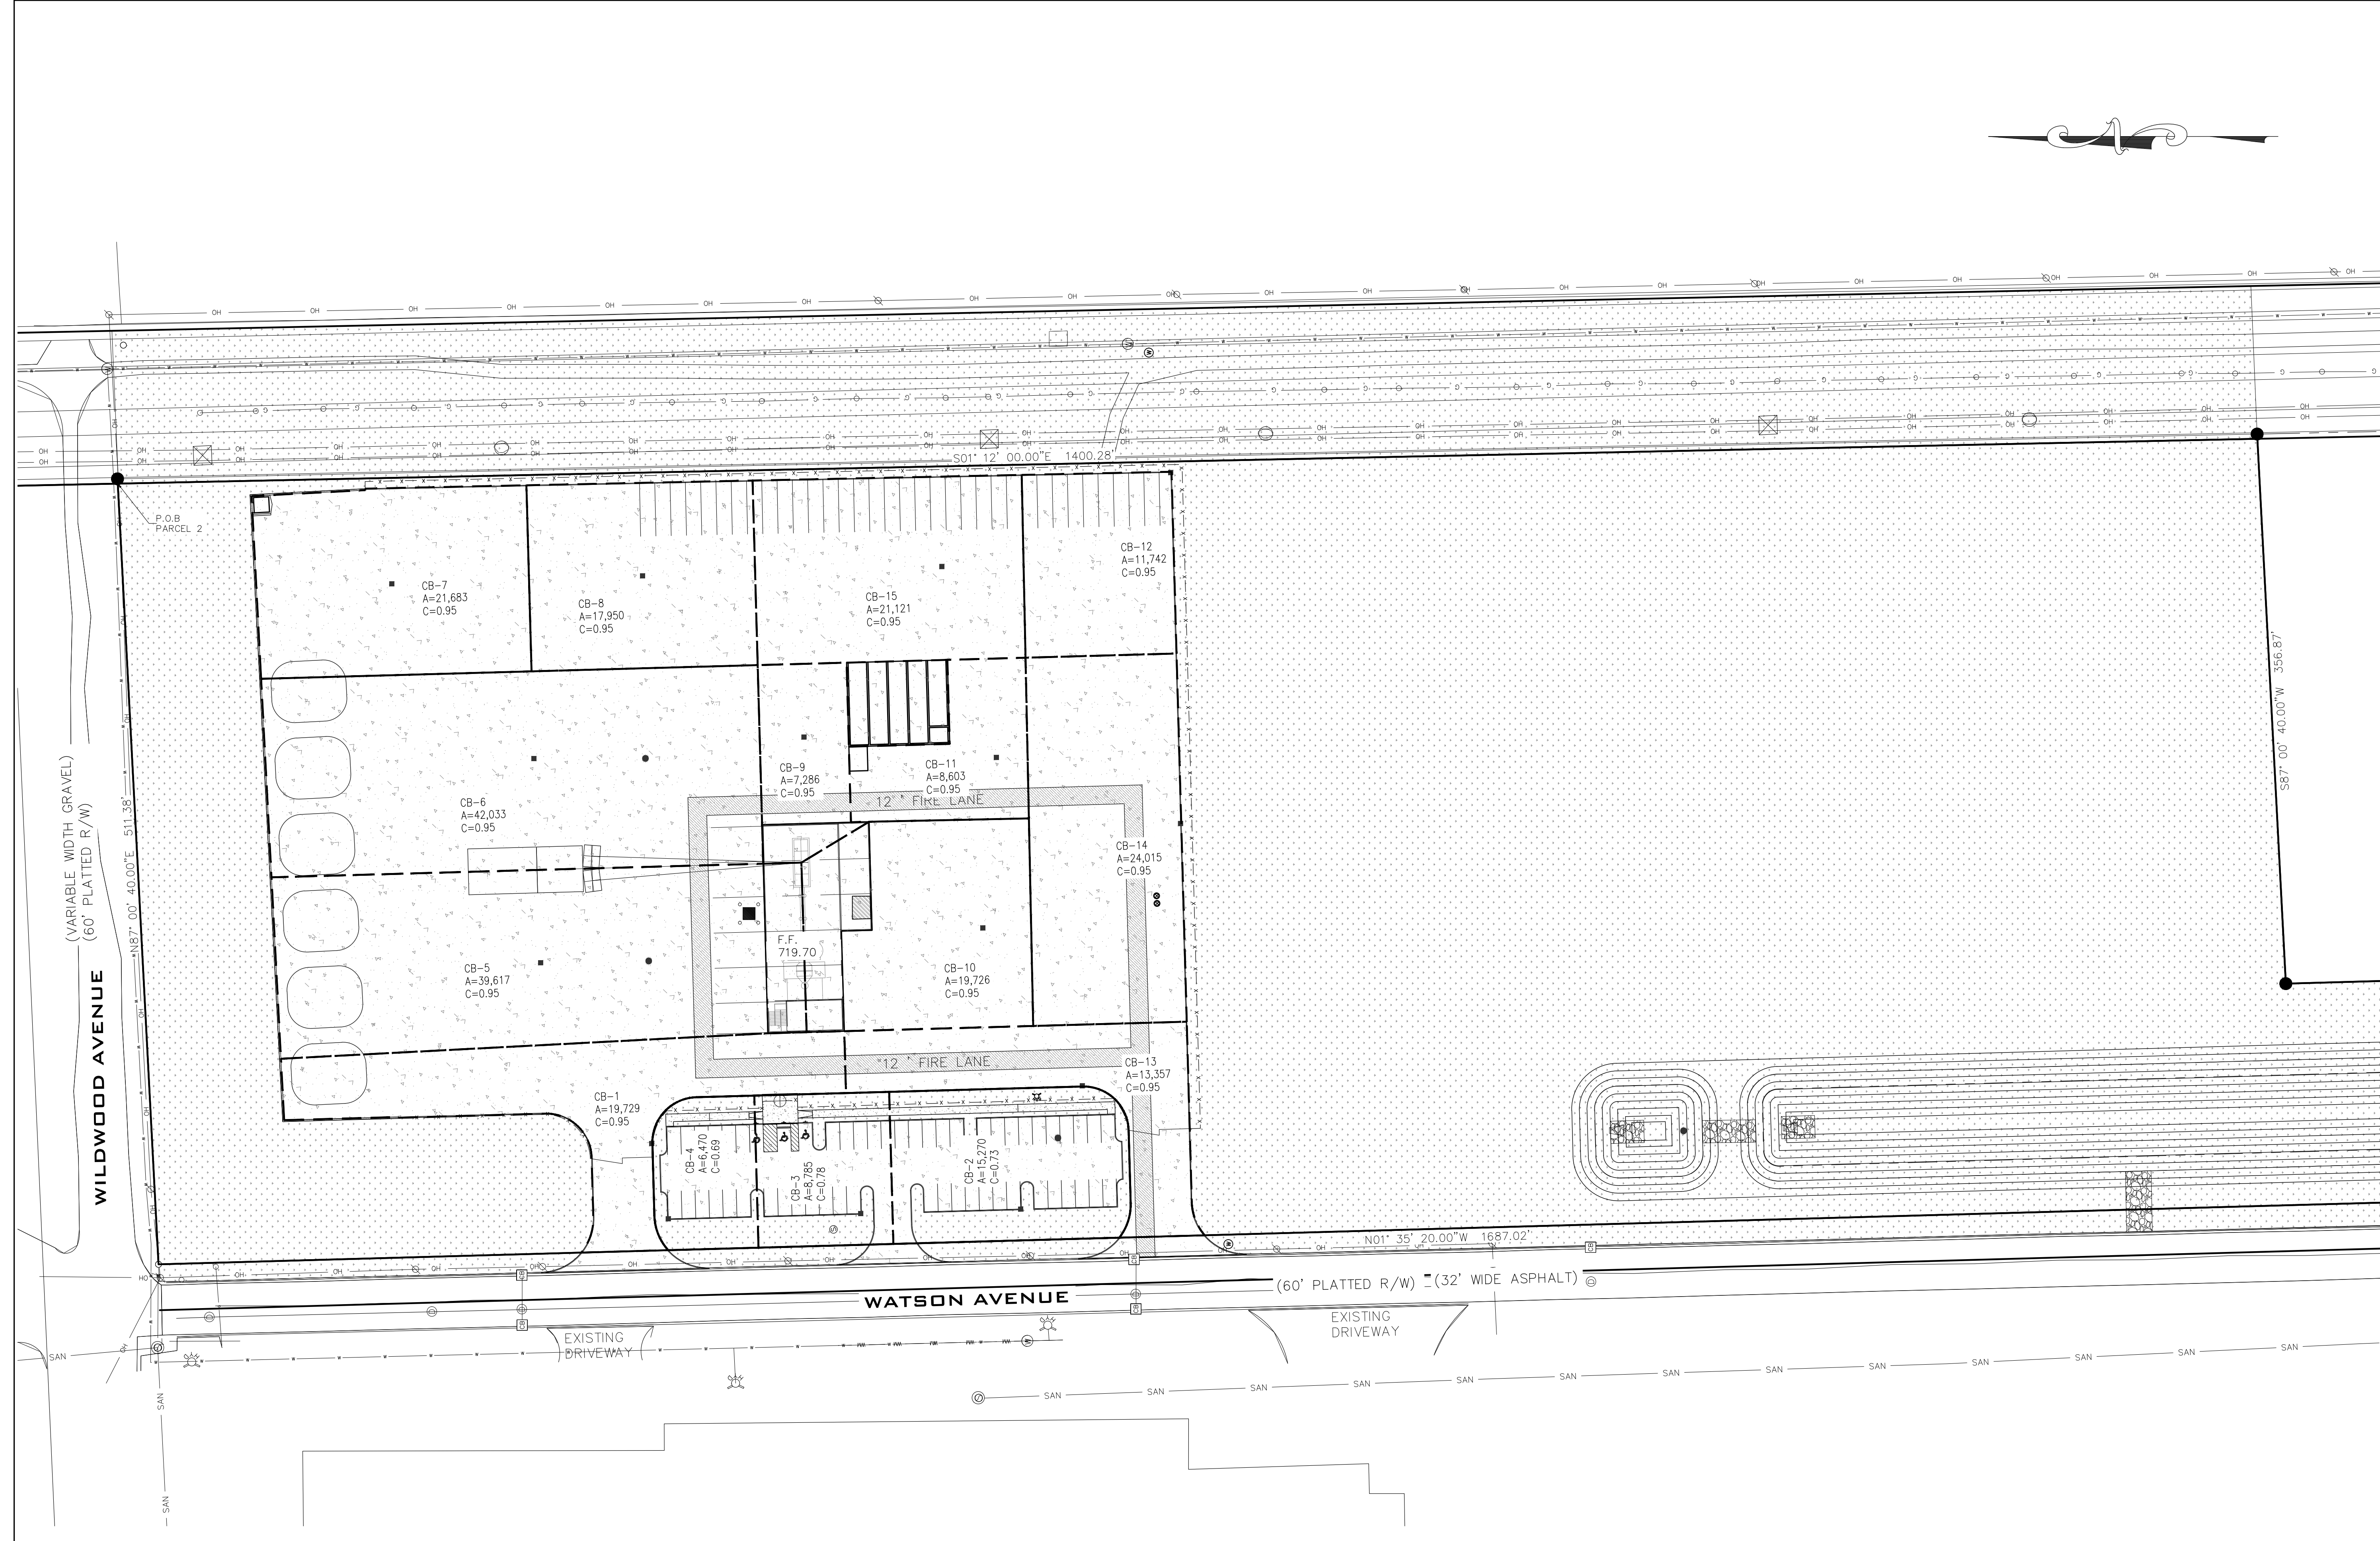 S01° 12' 00.00"E 1400.28'
P.O.B
PARCEL 2
CB-7
A=21,683
C=0.95
CB-8
A=17,950
C=0.95
CB-15
A=21,121
C=0.95
CB-12
A=11,742
C=0.95
CB-6
A=42,033
C=0.95
CB-9
A=7,286
C=0.95
CB-11
A=8,603
C=0.95
12' FIRE LANE
CB-14
A=24,015
C=0.95
F.F.
719.70
CB-5
A=39,617
C=0.95
CB-10
A=19,726
C=0.95
12' FIRE LANE
CB-13
A=13,357
C=0.95
CB-1
A=19,729
C=0.95
CB-4
A=6,470
C=0.69
CB-3
A=8,785
C=0.78
CB-2
A=15,270
C=0.73
(VARIABLE WIDTH GRAVEL)
(60' PLATTED R/W)
WILDWOOD AVENUE
N87° 00' 40.00"E 511.38'
S87° 00' 40.00"W 356.87'
N01° 35' 20.00"W 1687.02'
WATSON AVENUE
(60' PLATTED R/W) - (32' WIDE ASPHALT)
EXISTING
DRIVEWAY
EXISTING
DRIVEWAY
OH
SAN
CB